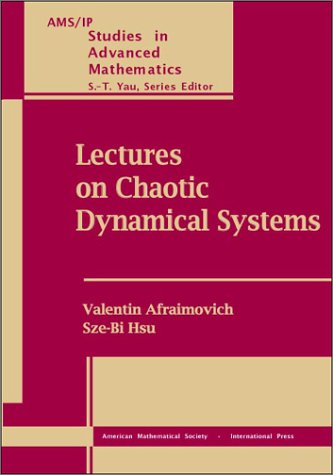 AMS/IP
Studies in
Advanced
Mathematics
S.-T. Yau, Series Editor
Lectures
on Chaotic
Dynamical Systems
Valentin Afraimovich
Sze-Bi Hsu
American Mathematical Society - International Press